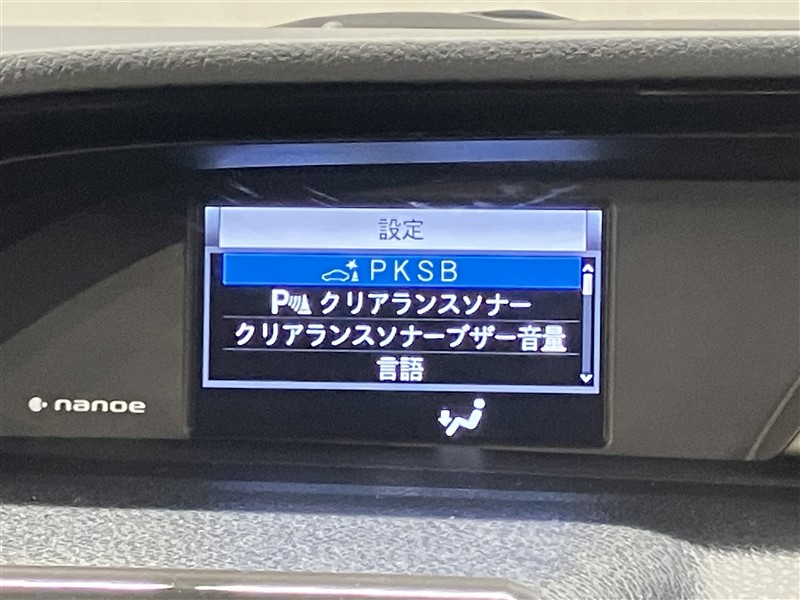 設定
PKSB
P クリアランスソナー
クリアランスソナーブザー音量
言語
nanoe